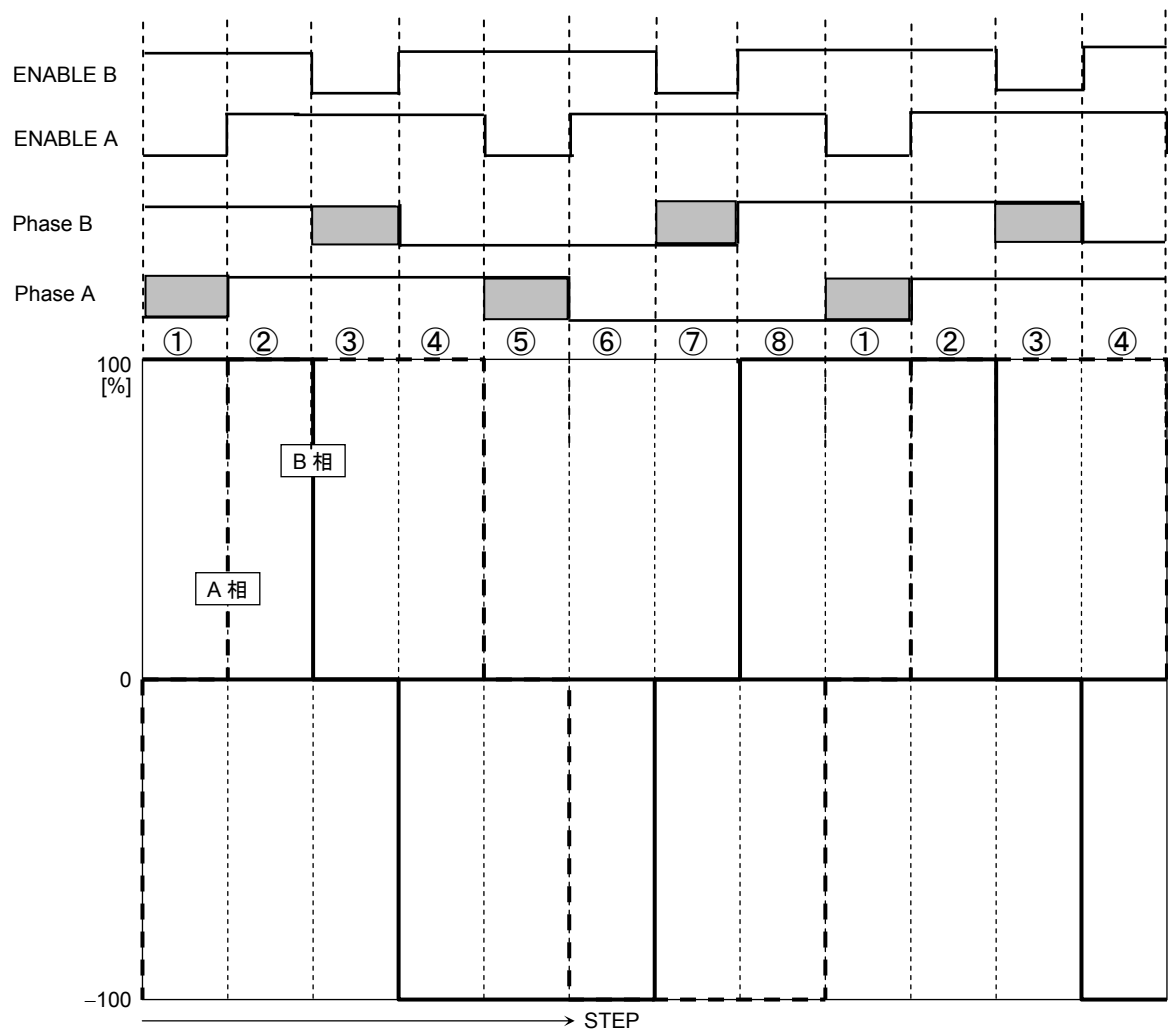 ENABLE B
ENABLE A
Phase B
Phase A
① ② ③ ④ ⑤ ⑥ ⑦ ⑧ ① ② ③ ④
100
[%]
B 相
A 相
0
−100
STEP